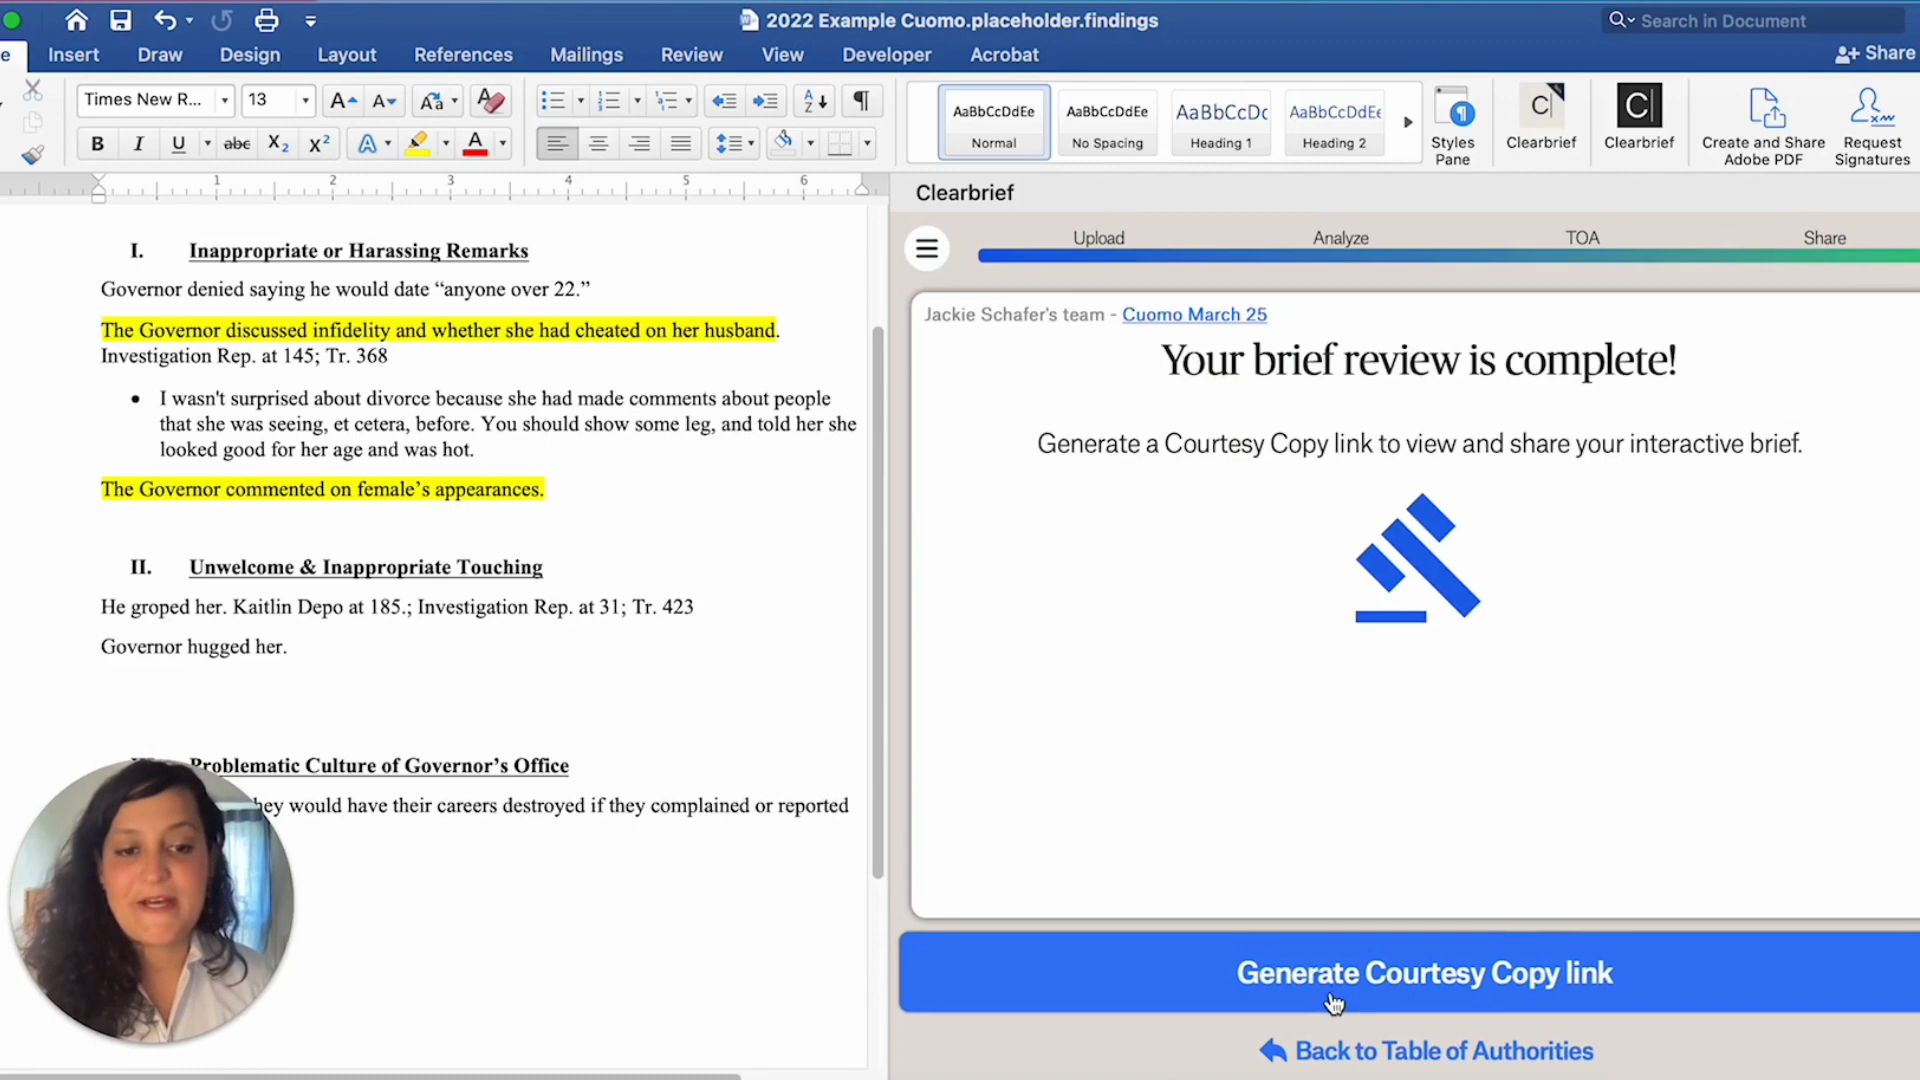 2022 Example Cuomo.placeholder.findings
Search in Document
e
Insert
Draw
Design
Layout
References
Mailings
Review
View
Developer
Acrobat
Share
Times New R...
13
AaBbCcDdEe
Normal
AaBbCcDdEe
No Spacing
AaBbCcDc
Heading 1
AaBbCcDdEe
Heading 2
Styles
Pane
Clearbrief
Clearbrief
Create and Share
Adobe PDF
Request
Signatures
1 2 3 4 5 6
I. Inappropriate or Harassing Remarks
Governor denied saying he would date “anyone over 22.”
The Governor discussed infidelity and whether she had cheated on her husband.
Investigation Rep. at 145; Tr. 368
• I wasn't surprised about divorce because she had made comments about people
that she was seeing, et cetera, before. You should show some leg, and told her she
looked good for her age and was hot.
The Governor commented on female’s appearances.
II. Unwelcome & Inappropriate Touching
He groped her. Kaitlin Depo at 185.; Investigation Rep. at 31; Tr. 423
Governor hugged her.
Problematic Culture of Governor’s Office
they would have their careers destroyed if they complained or reported
Clearbrief
Upload
Analyze
TOA
Share
Jackie Schafer's team - Cuomo March 25
Your brief review is complete!
Generate a Courtesy Copy link to view and share your interactive brief.
Generate Courtesy Copy link
Back to Table of Authorities